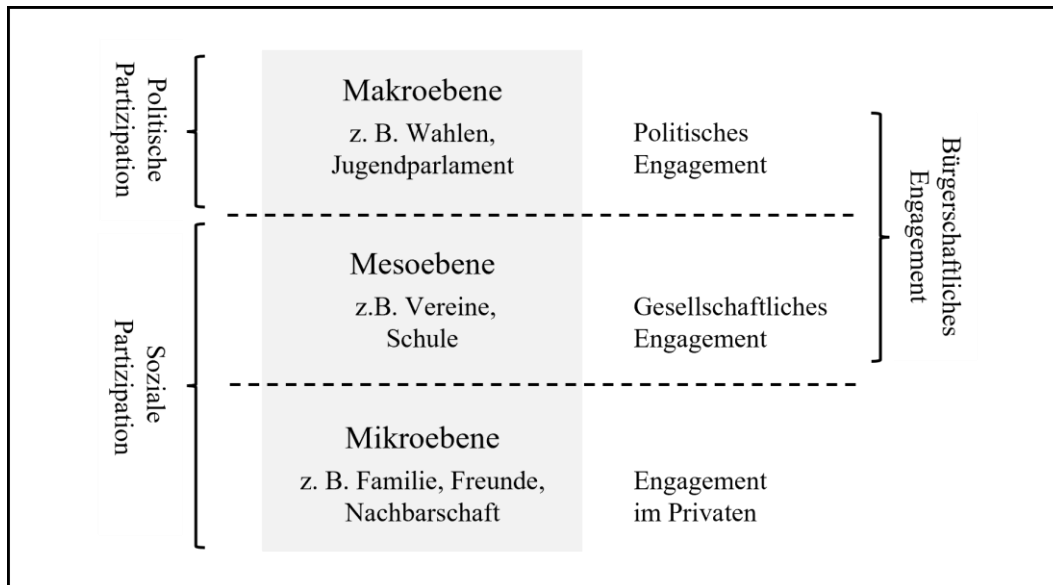 Politische
Partizipation
Makroebene
z. B. Wahlen,
Jugendparlament
Politisches
Engagement
Bürgerschaftliches
Engagement
Mesoebene
z.B. Vereine,
Schule
Gesellschaftliches
Engagement
Soziale
Partizipation
Mikroebene
z. B. Familie, Freunde,
Nachbarschaft
Engagement
im Privaten